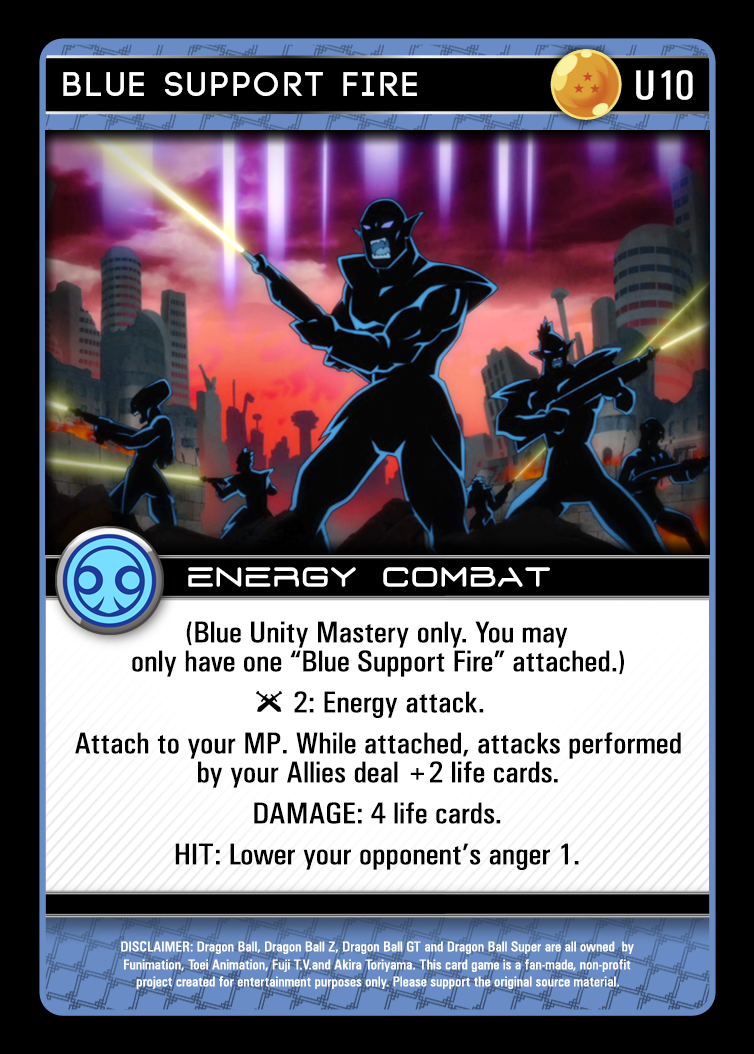 BLUE SUPPORT FIRE
U10
ENERGY COMBAT
(Blue Unity Mastery only. You may
only have one “Blue Support Fire” attached.)
2: Energy attack.
Attach to your MP. While attached, attacks performed
by your Allies deal +2 life cards.
DAMAGE: 4 life cards.
HIT: Lower your opponent’s anger 1.
DISCLAIMER: Dragon Ball, Dragon Ball Z, Dragon Ball GT and Dragon Ball Super are all owned by
Funimation, Toei Animation, Fuji T.V.and Akira Toriyama. This card game is a fan-made, non-profit
project created for entertainment purposes only. Please support the original source material.